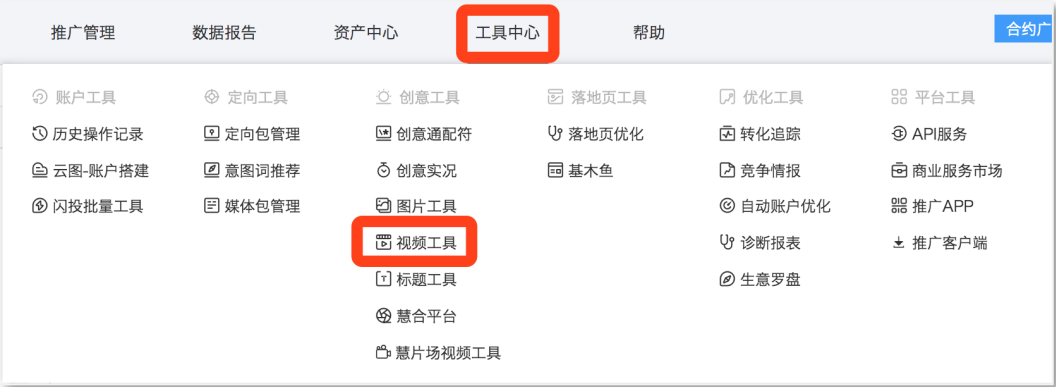 推广管理 数据报告 资产中心 工具中心 帮助 合约广
账户工具 定向工具 创意工具 落地页工具 优化工具 平台工具
历史操作记录 定向包管理 创意通配符 落地页优化 转化追踪 API服务
云图-账户搭建 意图词推荐 创意实况 基木鱼 竞争情报 商业服务市场
闪投批量工具 媒体包管理 图片工具 自动账户优化 推广APP
视频工具 诊断报表 推广客户端
标题工具 生意罗盘
慧合平台
慧片场视频工具